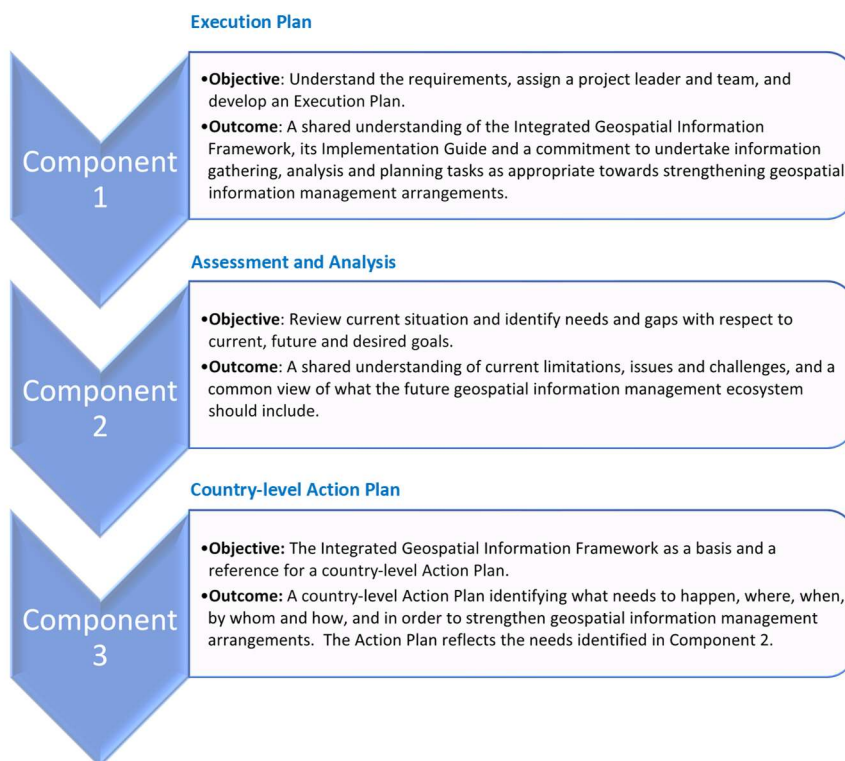 Execution Plan
Component
1
•Objective: Understand the requirements, assign a project leader and team, and
develop an Execution Plan.
•Outcome: A shared understanding of the Integrated Geospatial Information
Framework, its Implementation Guide and a commitment to undertake information
gathering, analysis and planning tasks as appropriate towards strengthening geospatial
information management arrangements.
Assessment and Analysis
Component
2
•Objective: Review current situation and identify needs and gaps with respect to
current, future and desired goals.
•Outcome: A shared understanding of current limitations, issues and challenges, and a
common view of what the future geospatial information management ecosystem
should include.
Country-level Action Plan
Component
3
•Objective: The Integrated Geospatial Information Framework as a basis and a
reference for a country-level Action Plan.
•Outcome: A country-level Action Plan identifying what needs to happen, where, when,
by whom and how, and in order to strengthen geospatial information management
arrangements.  The Action Plan reflects the needs identified in Component 2.